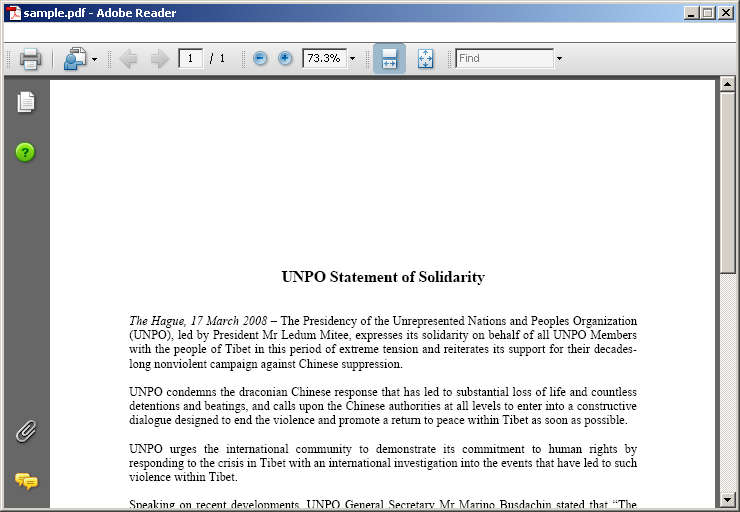 sample.pdf - Adobe Reader
1 / 1 73.3% Find
UNPO Statement of Solidarity
The Hague, 17 March 2008 – The Presidency of the Unrepresented Nations and Peoples Organization
(UNPO), led by President Mr Ledum Mitee, expresses its solidarity on behalf of all UNPO Members
with the people of Tibet in this period of extreme tension and reiterates its support for their decades-
long nonviolent campaign against Chinese suppression.
UNPO condemns the draconian Chinese response that has led to substantial loss of life and countless
detentions and beatings, and calls upon the Chinese authorities at all levels to enter into a constructive
dialogue designed to end the violence and promote a return to peace within Tibet as soon as possible.
UNPO urges the international community to demonstrate its commitment to human rights by
responding to the crisis in Tibet with an international investigation into the events that have led to such
violence within Tibet.
Speaking on recent developments, UNPO General Secretary Mr Marino Busdachin stated that “The